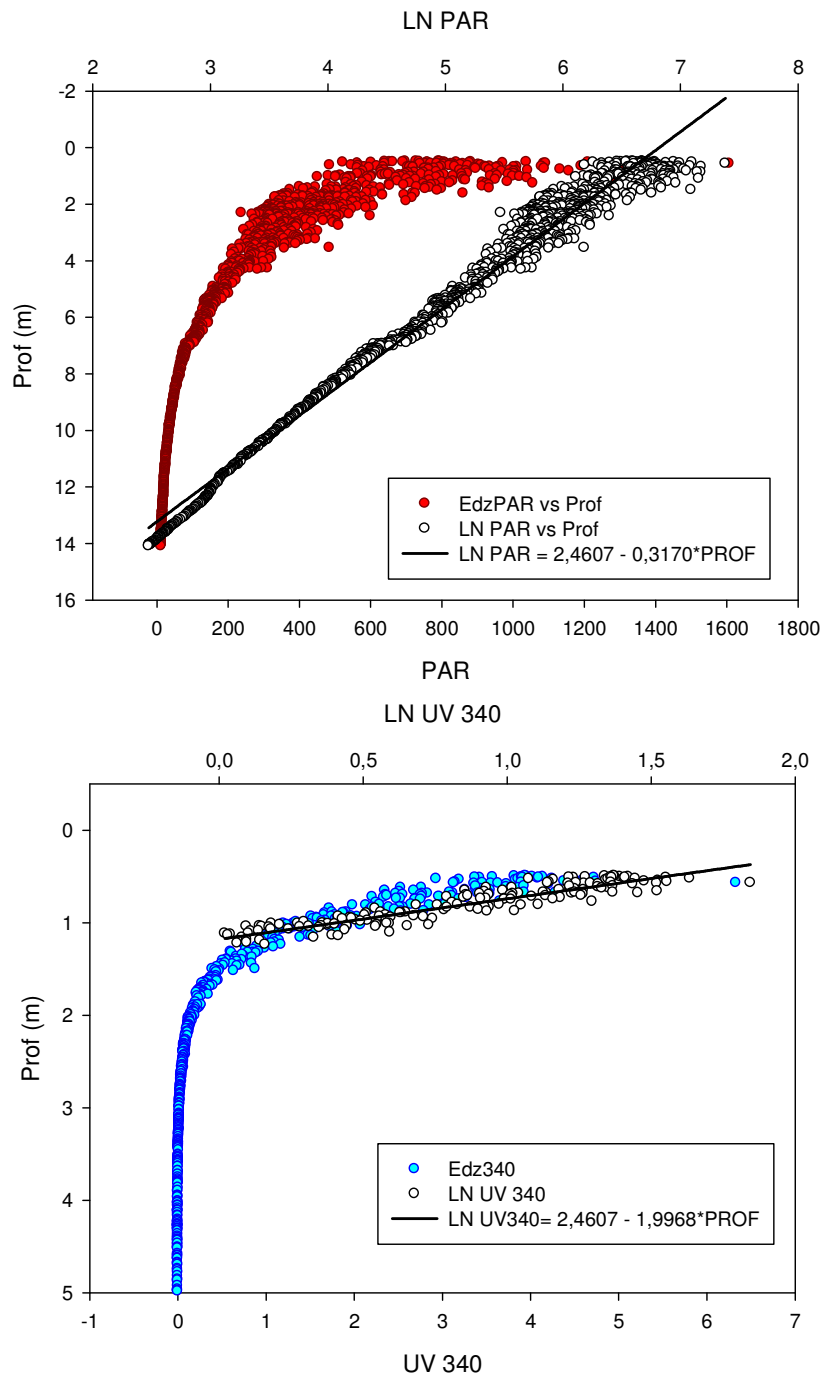 LN PAR
2 3 4 5 6 7 8
-2
0
2
4
6
8
10
12
14
16
Prof (m)
EdzPAR vs Prof
LN PAR vs Prof
LN PAR = 2,4607 - 0,3170*PROF
0 200 400 600 800 1000 1200 1400 1600 1800
PAR
LN UV 340
0,0 0,5 1,0 1,5 2,0
0
1
2
3
4
5
Prof (m)
Edz340
LN UV 340
LN UV340= 2,4607 - 1,9968*PROF
-1 0 1 2 3 4 5 6 7
UV 340